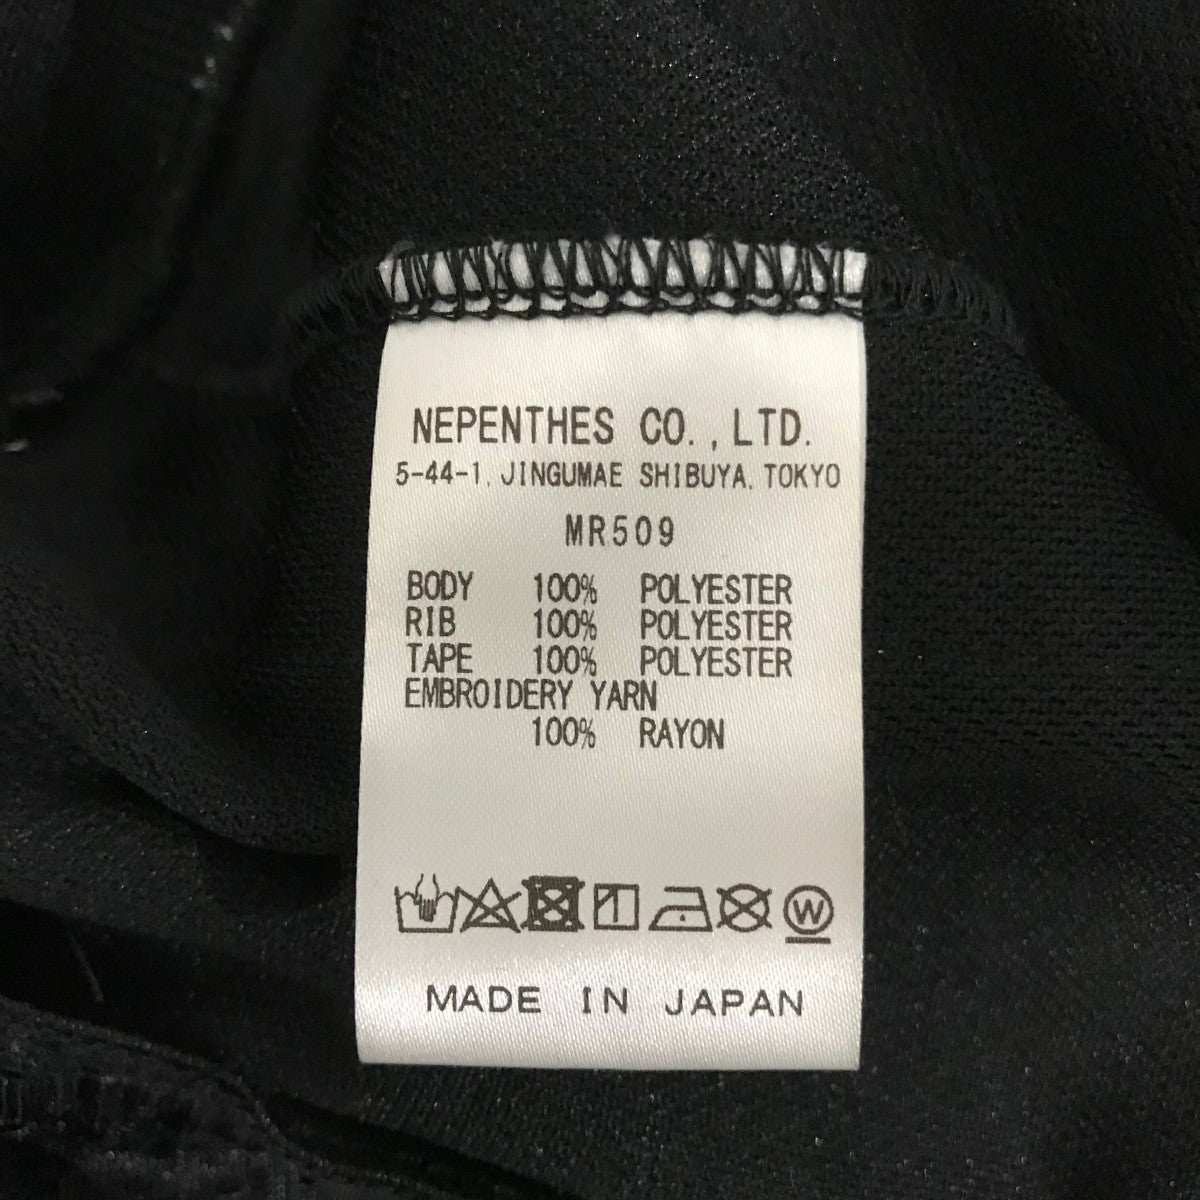 NEPENTHES CO., LTD.
5-44-1, JINGUMAE SHIBUYA, TOKYO
MR509
BODY 100% POLYESTER
RIB 100% POLYESTER
TAPE 100% POLYESTER
EMBROIDERY YARN
100% RAYON
W
MADE IN JAPAN